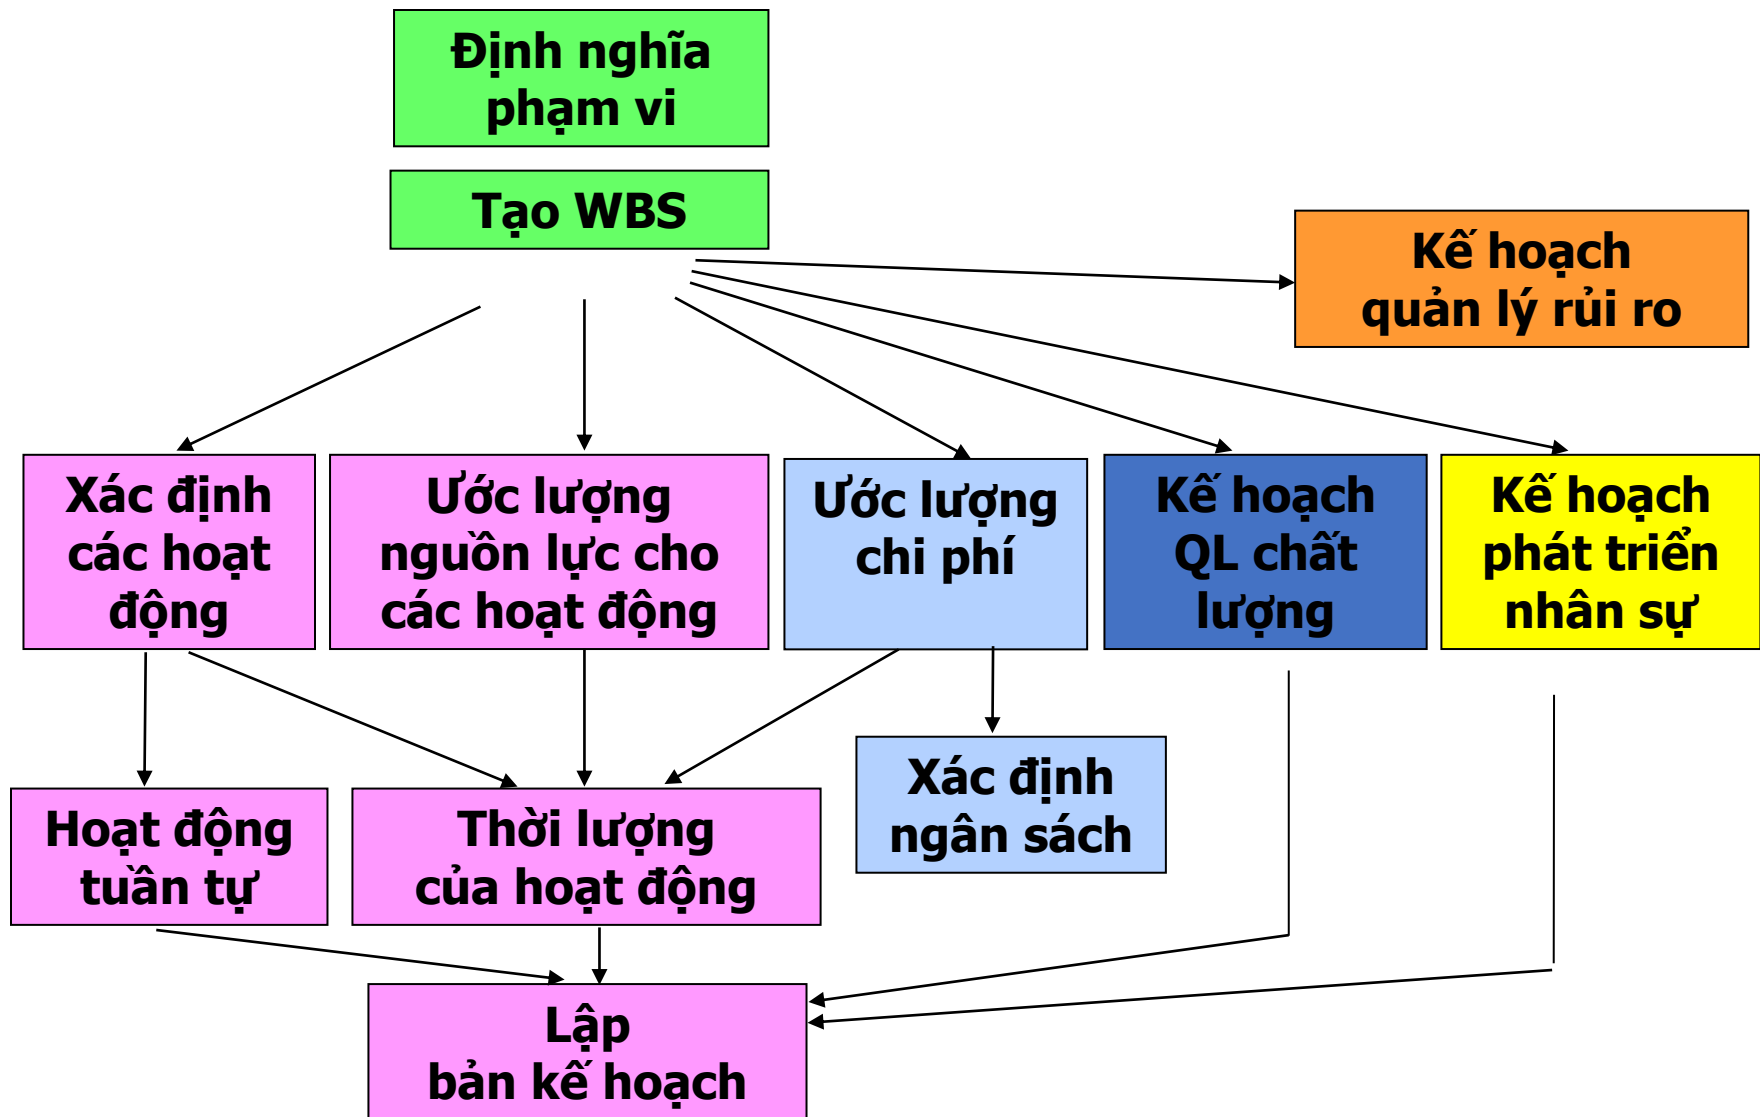 Định nghĩa
phạm vi
Tạo WBS
Kế hoạch
quản lý rủi ro
Xác định
các hoạt
động
Ước lượng
nguồn lực cho
các hoạt động
Ước lượng
chi phí
Kế hoạch
QL chất
lượng
Kế hoạch
phát triển
nhân sự
Hoạt động
tuần tự
Thời lượng
của hoạt động
Xác định
ngân sách
Lập
bản kế hoạch